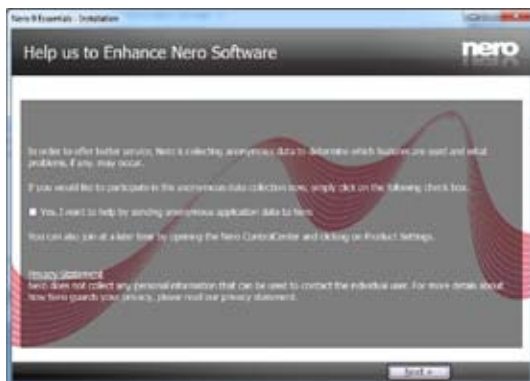 Nero 9 Essentials - Installation
Help us to Enhance Nero Software
nero
In order to offer better service, Nero is collecting anonymous data to determine which features are used and what
problems, if any, may occur.
If you would like to participate in the anonymous data collection now, simply click on the following check box.
Yes, I want to help by sending anonymous application data to Nero
You can also join at a later time by opening the Nero ControlCenter and clicking on Product Settings.
Privacy Statement
Nero does not collect any personal information that can be used to contact the individual user. For more details about
how Nero guards your privacy, please read our privacy statement.
Next >